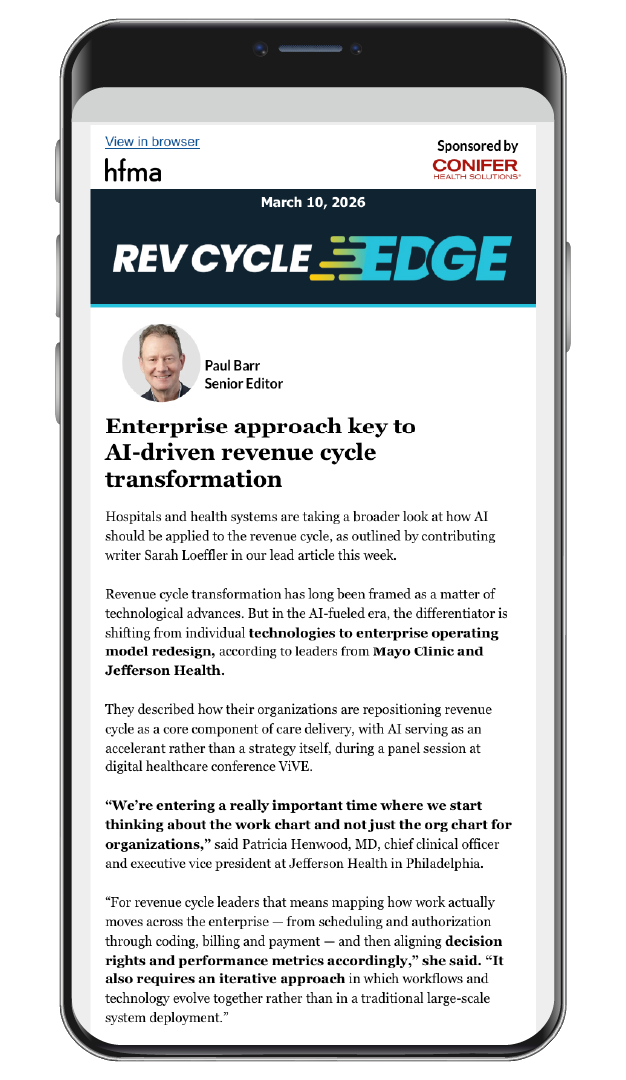 View in browser
Sponsored by
hfma
CONIFER
HEALTH SOLUTIONS®
March 10, 2026
REV CYCLE EDGE
Paul Barr
Senior Editor
Enterprise approach key to
AI-driven revenue cycle
transformation
Hospitals and health systems are taking a broader look at how AI
should be applied to the revenue cycle, as outlined by contributing
writer Sarah Loeffler in our lead article this week.
Revenue cycle transformation has long been framed as a matter of
technological advances. But in the AI-fueled era, the differentiator is
shifting from individual technologies to enterprise operating
model redesign, according to leaders from Mayo Clinic and
Jefferson Health.
They described how their organizations are repositioning revenue
cycle as a core component of care delivery, with AI serving as an
accelerant rather than a strategy itself, during a panel session at
digital healthcare conference ViVE.
“We’re entering a really important time where we start
thinking about the work chart and not just the org chart for
organizations,” said Patricia Henwood, MD, chief clinical officer
and executive vice president at Jefferson Health in Philadelphia.
“For revenue cycle leaders that means mapping how work actually
moves across the enterprise — from scheduling and authorization
through coding, billing and payment — and then aligning decision
rights and performance metrics accordingly,” she said. “It
also requires an iterative approach in which workflows and
technology evolve together rather than in a traditional large-scale
system deployment.”